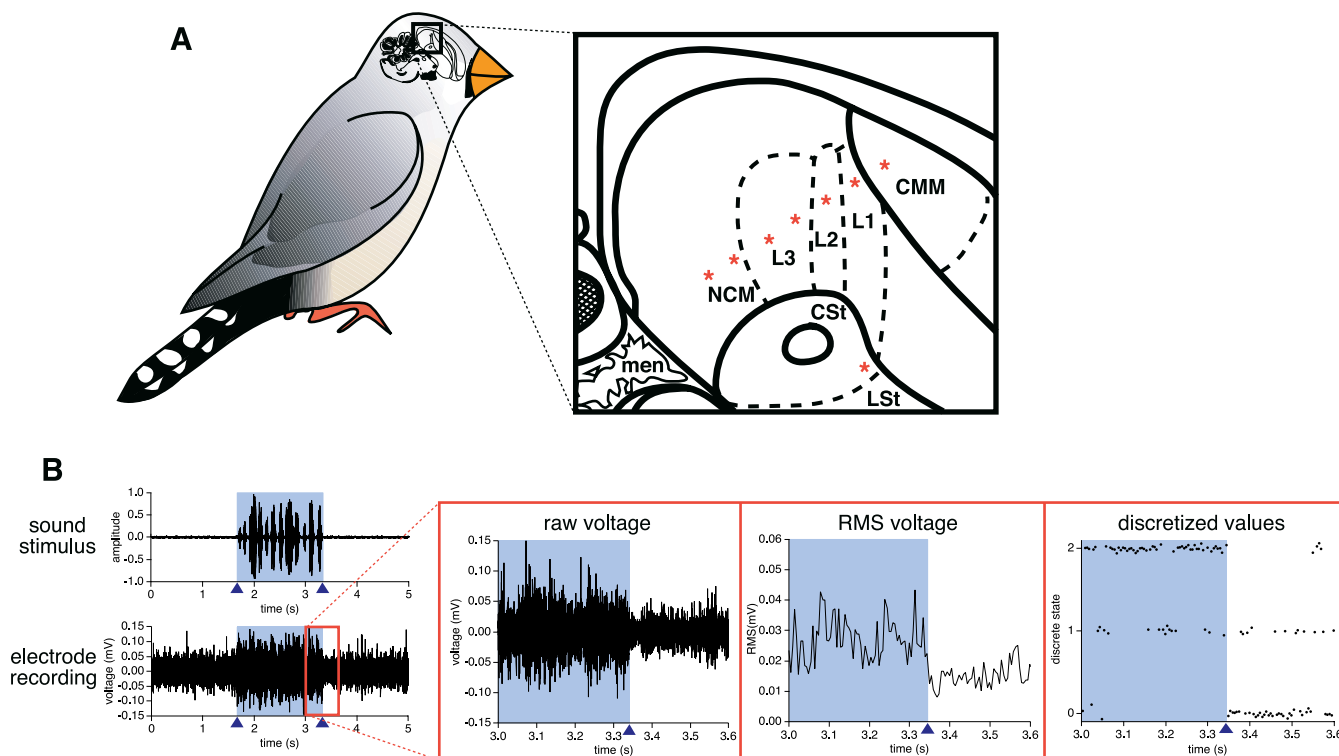 A
CMM
L1
L2
L3
NCM
CSt
men
LSt
B
sound
stimulus
amplitude
1.0
0.5
0.0
-0.5
-1.0
0 1 2 3 4 5
time (s)
electrode
recording
voltage (mV)
0.15
0.10
0.05
0.00
-0.05
-0.10
-0.15
0 1 2 3 4 5
time (s)
raw voltage
voltage (mV)
0.15
0.10
0.05
0.00
-0.05
-0.10
-0.15
3.0 3.1 3.2 3.3 3.4 3.5 3.6
time (s)
RMS voltage
RMS(mV)
0.06
0.05
0.04
0.03
0.02
0.01
0.00
3.0 3.1 3.2 3.3 3.4 3.5 3.6
time (s)
discretized values
discrete state
2
1
0
3.0 3.1 3.2 3.3 3.4 3.5
time (s)